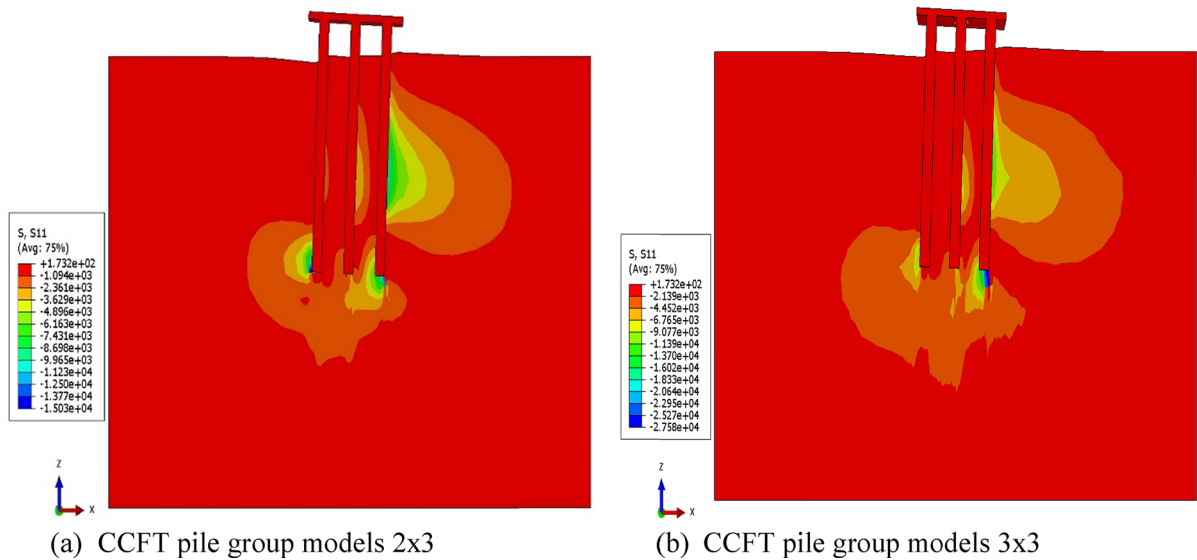 S, S11
(Avg: 75%)
+1.732e+02
-1.094e+03
-2.361e+03
-3.629e+03
-4.896e+03
-6.163e+03
-7.431e+03
-8.698e+03
-9.965e+03
-1.123e+04
-1.250e+04
-1.377e+04
-1.503e+04
Z
X
(a) CCFT pile group models 2x3
S, S11
(Avg: 75%)
+1.732e+02
-2.139e+03
-4.452e+03
-6.765e+03
-9.077e+03
-1.139e+04
-1.370e+04
-1.602e+04
-1.833e+04
-2.064e+04
-2.295e+04
-2.527e+04
-2.758e+04
Z
X
(b) CCFT pile group models 3x3